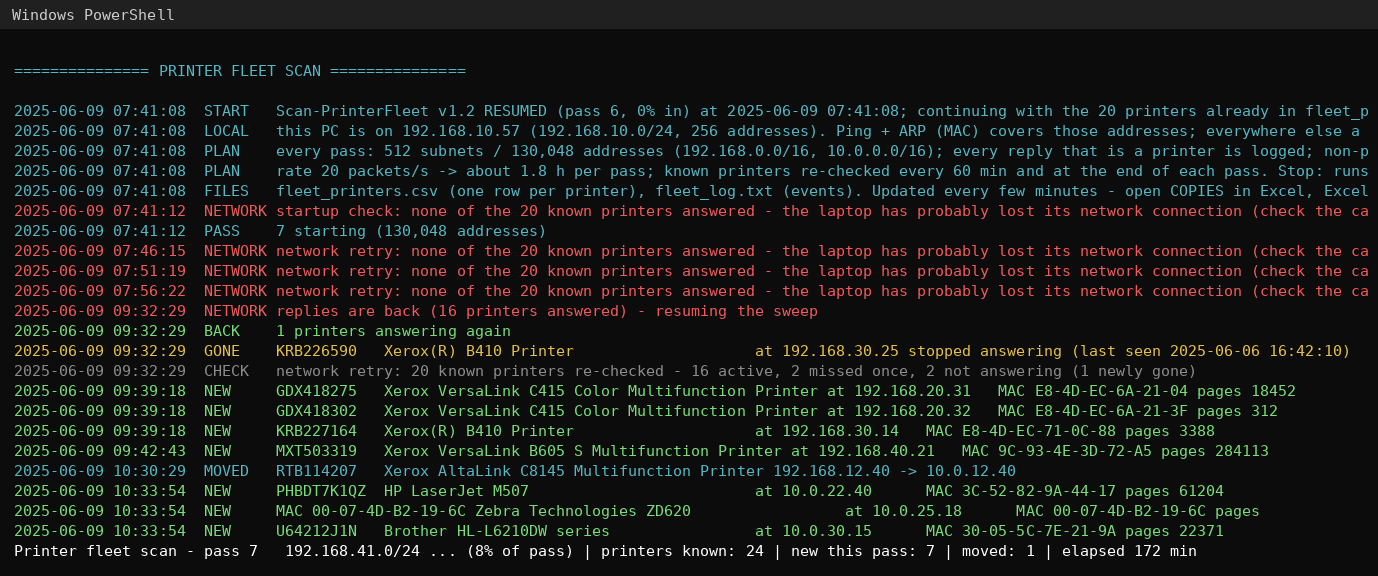 Windows PowerShell
=============== PRINTER FLEET SCAN ===============
2025-06-09 07:41:08  START   Scan-PrinterFleet v1.2 RESUMED (pass 6, 0% in) at 2025-06-09 07:41:08; continuing with the 20 printers already in fleet_p
2025-06-09 07:41:08  LOCAL   this PC is on 192.168.10.57 (192.168.10.0/24, 256 addresses). Ping + ARP (MAC) covers those addresses; everywhere else a
2025-06-09 07:41:08  PLAN    every pass: 512 subnets / 130,048 addresses (192.168.0.0/16, 10.0.0.0/16); every reply that is a printer is logged; non-p
2025-06-09 07:41:08  PLAN    rate 20 packets/s -> about 1.8 h per pass; known printers re-checked every 60 min and at the end of each pass. Stop: runs
2025-06-09 07:41:08  FILES   fleet_printers.csv (one row per printer), fleet_log.txt (events). Updated every few minutes - open COPIES in Excel, Excel
2025-06-09 07:41:12  NETWORK startup check: none of the 20 known printers answered - the laptop has probably lost its network connection (check the ca
2025-06-09 07:41:12  PASS    7 starting (130,048 addresses)
2025-06-09 07:46:15  NETWORK network retry: none of the 20 known printers answered - the laptop has probably lost its network connection (check the ca
2025-06-09 07:51:19  NETWORK network retry: none of the 20 known printers answered - the laptop has probably lost its network connection (check the ca
2025-06-09 07:56:22  NETWORK network retry: none of the 20 known printers answered - the laptop has probably lost its network connection (check the ca
2025-06-09 09:32:29  NETWORK replies are back (16 printers answered) - resuming the sweep
2025-06-09 09:32:29  BACK    1 printers answering again
2025-06-09 09:32:29  GONE    KRB226590   Xerox(R) B410 Printer                    at 192.168.30.25 stopped answering (last seen 2025-06-06 16:42:10)
2025-06-09 09:32:29  CHECK   network retry: 20 known printers re-checked - 16 active, 2 missed once, 2 not answering (1 newly gone)
2025-06-09 09:39:18  NEW     GDX418275   Xerox VersaLink C415 Color Multifunction Printer at 192.168.20.31   MAC E8-4D-EC-6A-21-04 pages 18452
2025-06-09 09:39:18  NEW     GDX418302   Xerox VersaLink C415 Color Multifunction Printer at 192.168.20.32   MAC E8-4D-EC-6A-21-3F pages 312
2025-06-09 09:39:18  NEW     KRB227164   Xerox(R) B410 Printer                    at 192.168.30.14   MAC E8-4D-EC-71-0C-88 pages 3388
2025-06-09 09:42:43  NEW     MXT503319   Xerox VersaLink B605 S Multifunction Printer at 192.168.40.21   MAC 9C-93-4E-3D-72-A5 pages 284113
2025-06-09 10:30:29  MOVED   RTB114207   Xerox AltaLink C8145 Multifunction Printer 192.168.12.40 -> 10.0.12.40
2025-06-09 10:33:54  NEW     PHBDT7K1QZ  HP LaserJet M507                         at 10.0.22.40      MAC 3C-52-82-9A-44-17 pages 61204
2025-06-09 10:33:54  NEW     MAC 00-07-4D-B2-19-6C Zebra Technologies ZD620                 at 10.0.25.18      MAC 00-07-4D-B2-19-6C pages
2025-06-09 10:33:54  NEW     U64212J1N   Brother HL-L6210DW series                at 10.0.30.15      MAC 30-05-5C-7E-21-9A pages 22371
Printer fleet scan - pass 7   192.168.41.0/24 ... (8% of pass) | printers known: 24 | new this pass: 7 | moved: 1 | elapsed 172 min